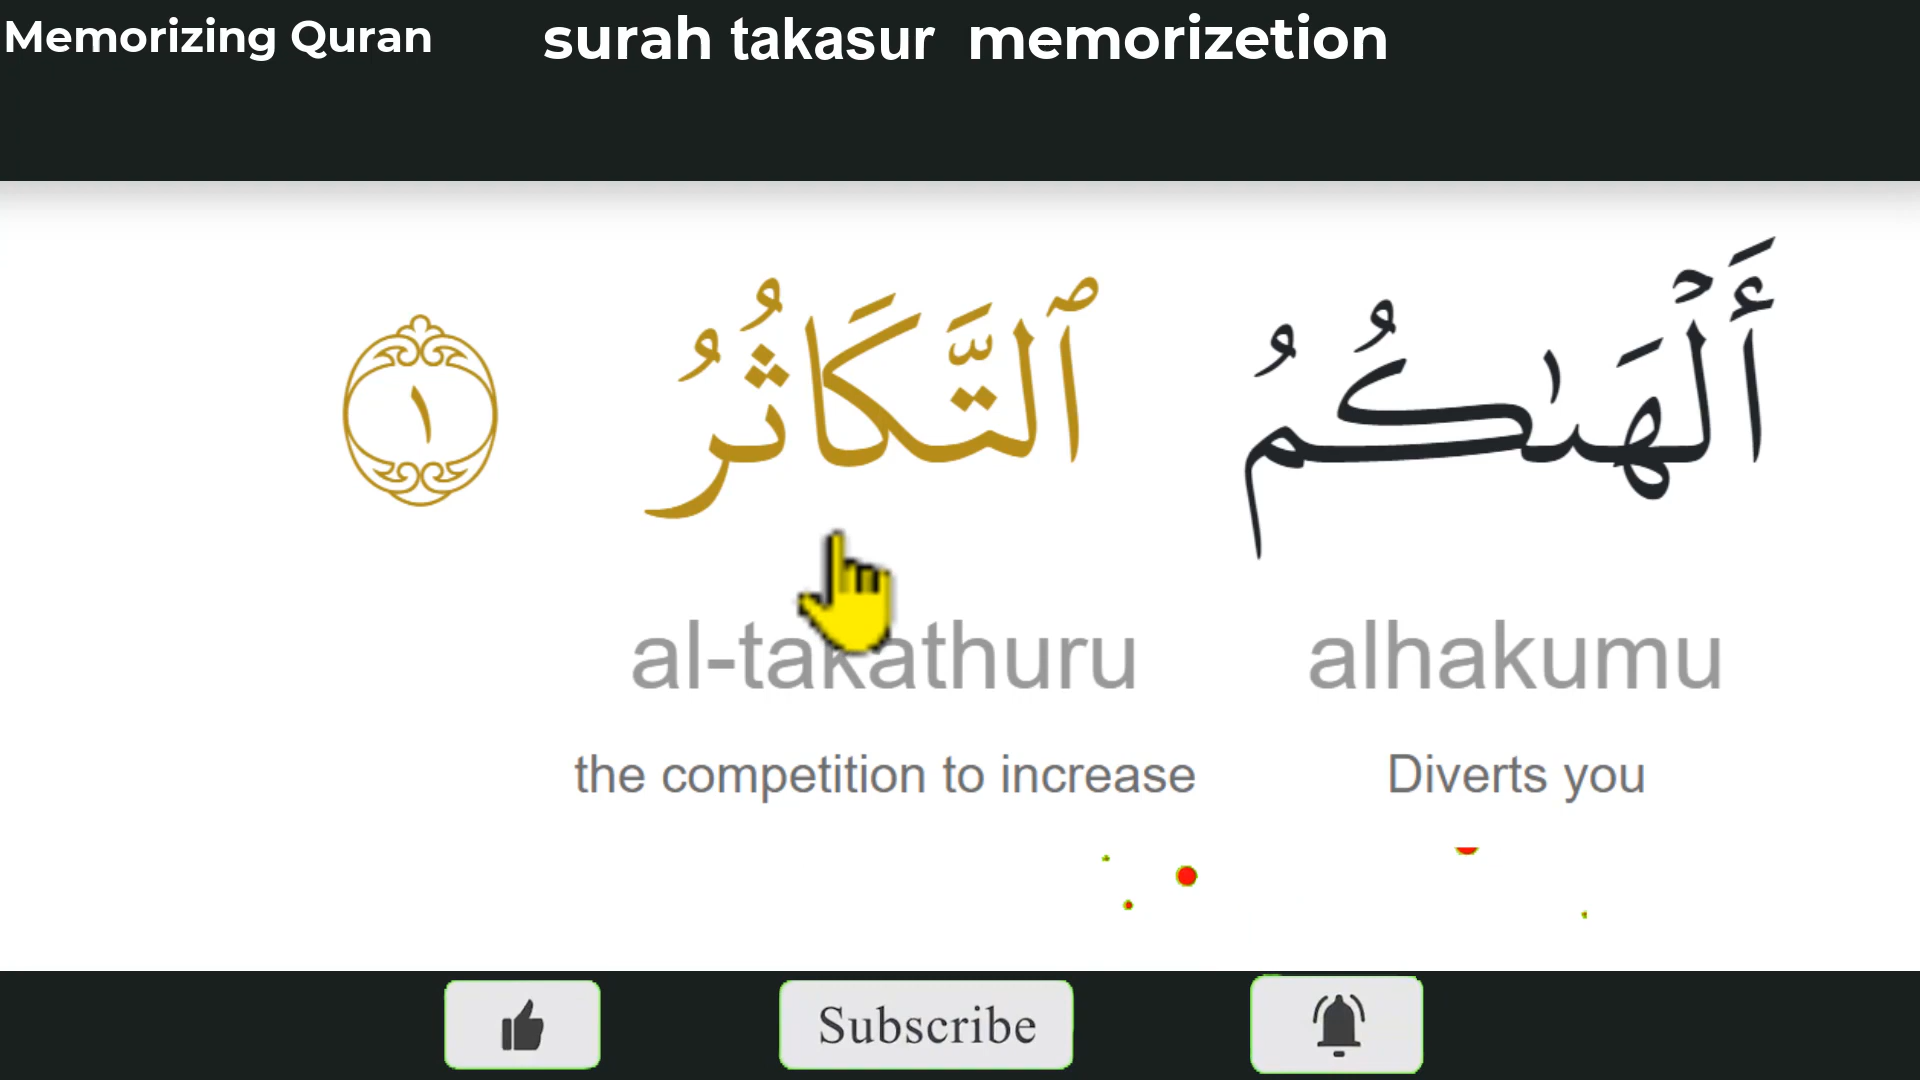 Memorizing Quran surah takasur memorizetion
أَلْهَىٰكُمُ ٱلتَّكَاثُرُ ١
alhakumu al-takathuru
Diverts you the competition to increase
Subscribe